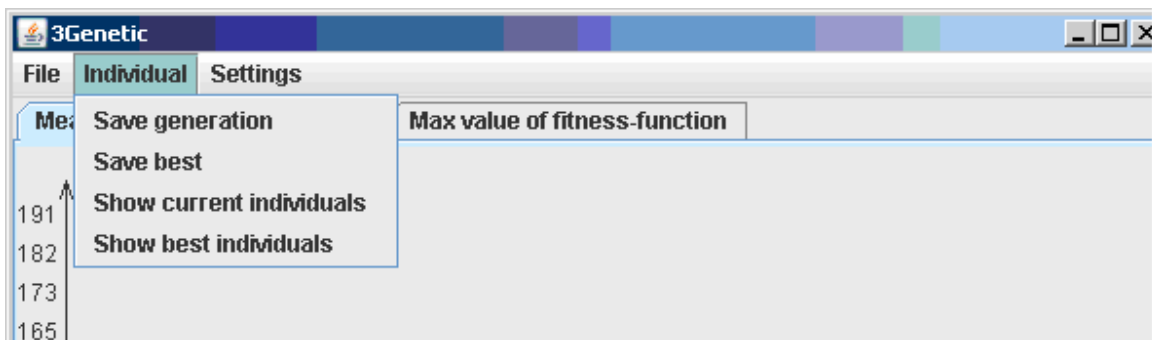 3Genetic
File Individual Settings
Save generation
Max value of fitness-function
Save best
Show current individuals
Show best individuals
191
182
173
165